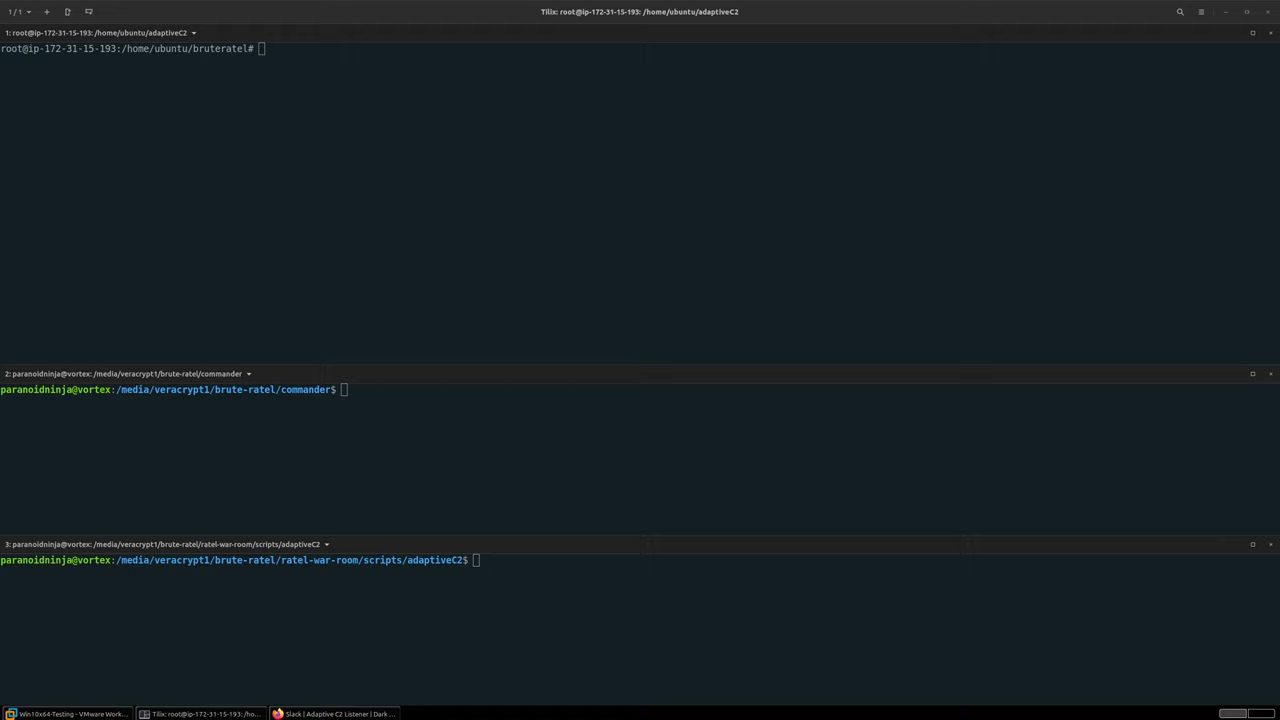 1 / 1
Tilix: root@ip-172-31-15-193: /home/ubuntu/adaptiveC2
1: root@ip-172-31-15-193: /home/ubuntu/adaptiveC2
root@ip-172-31-15-193:/home/ubuntu/bruteratel#
2: paranoidninja@vortex: /media/veracrypt1/brute-ratel/commander
paranoidninja@vortex:/media/veracrypt1/brute-ratel/commander$
3: paranoidninja@vortex: /media/veracrypt1/brute-ratel/ratel-war-room/scripts/adaptiveC2
paranoidninja@vortex:/media/veracrypt1/brute-ratel/ratel-war-room/scripts/adaptiveC2$
Win10x64-Testing - VMware Work...
Tilix: root@ip-172-31-15-193: /ho...
Slack | Adaptive C2 Listener | Dark ...